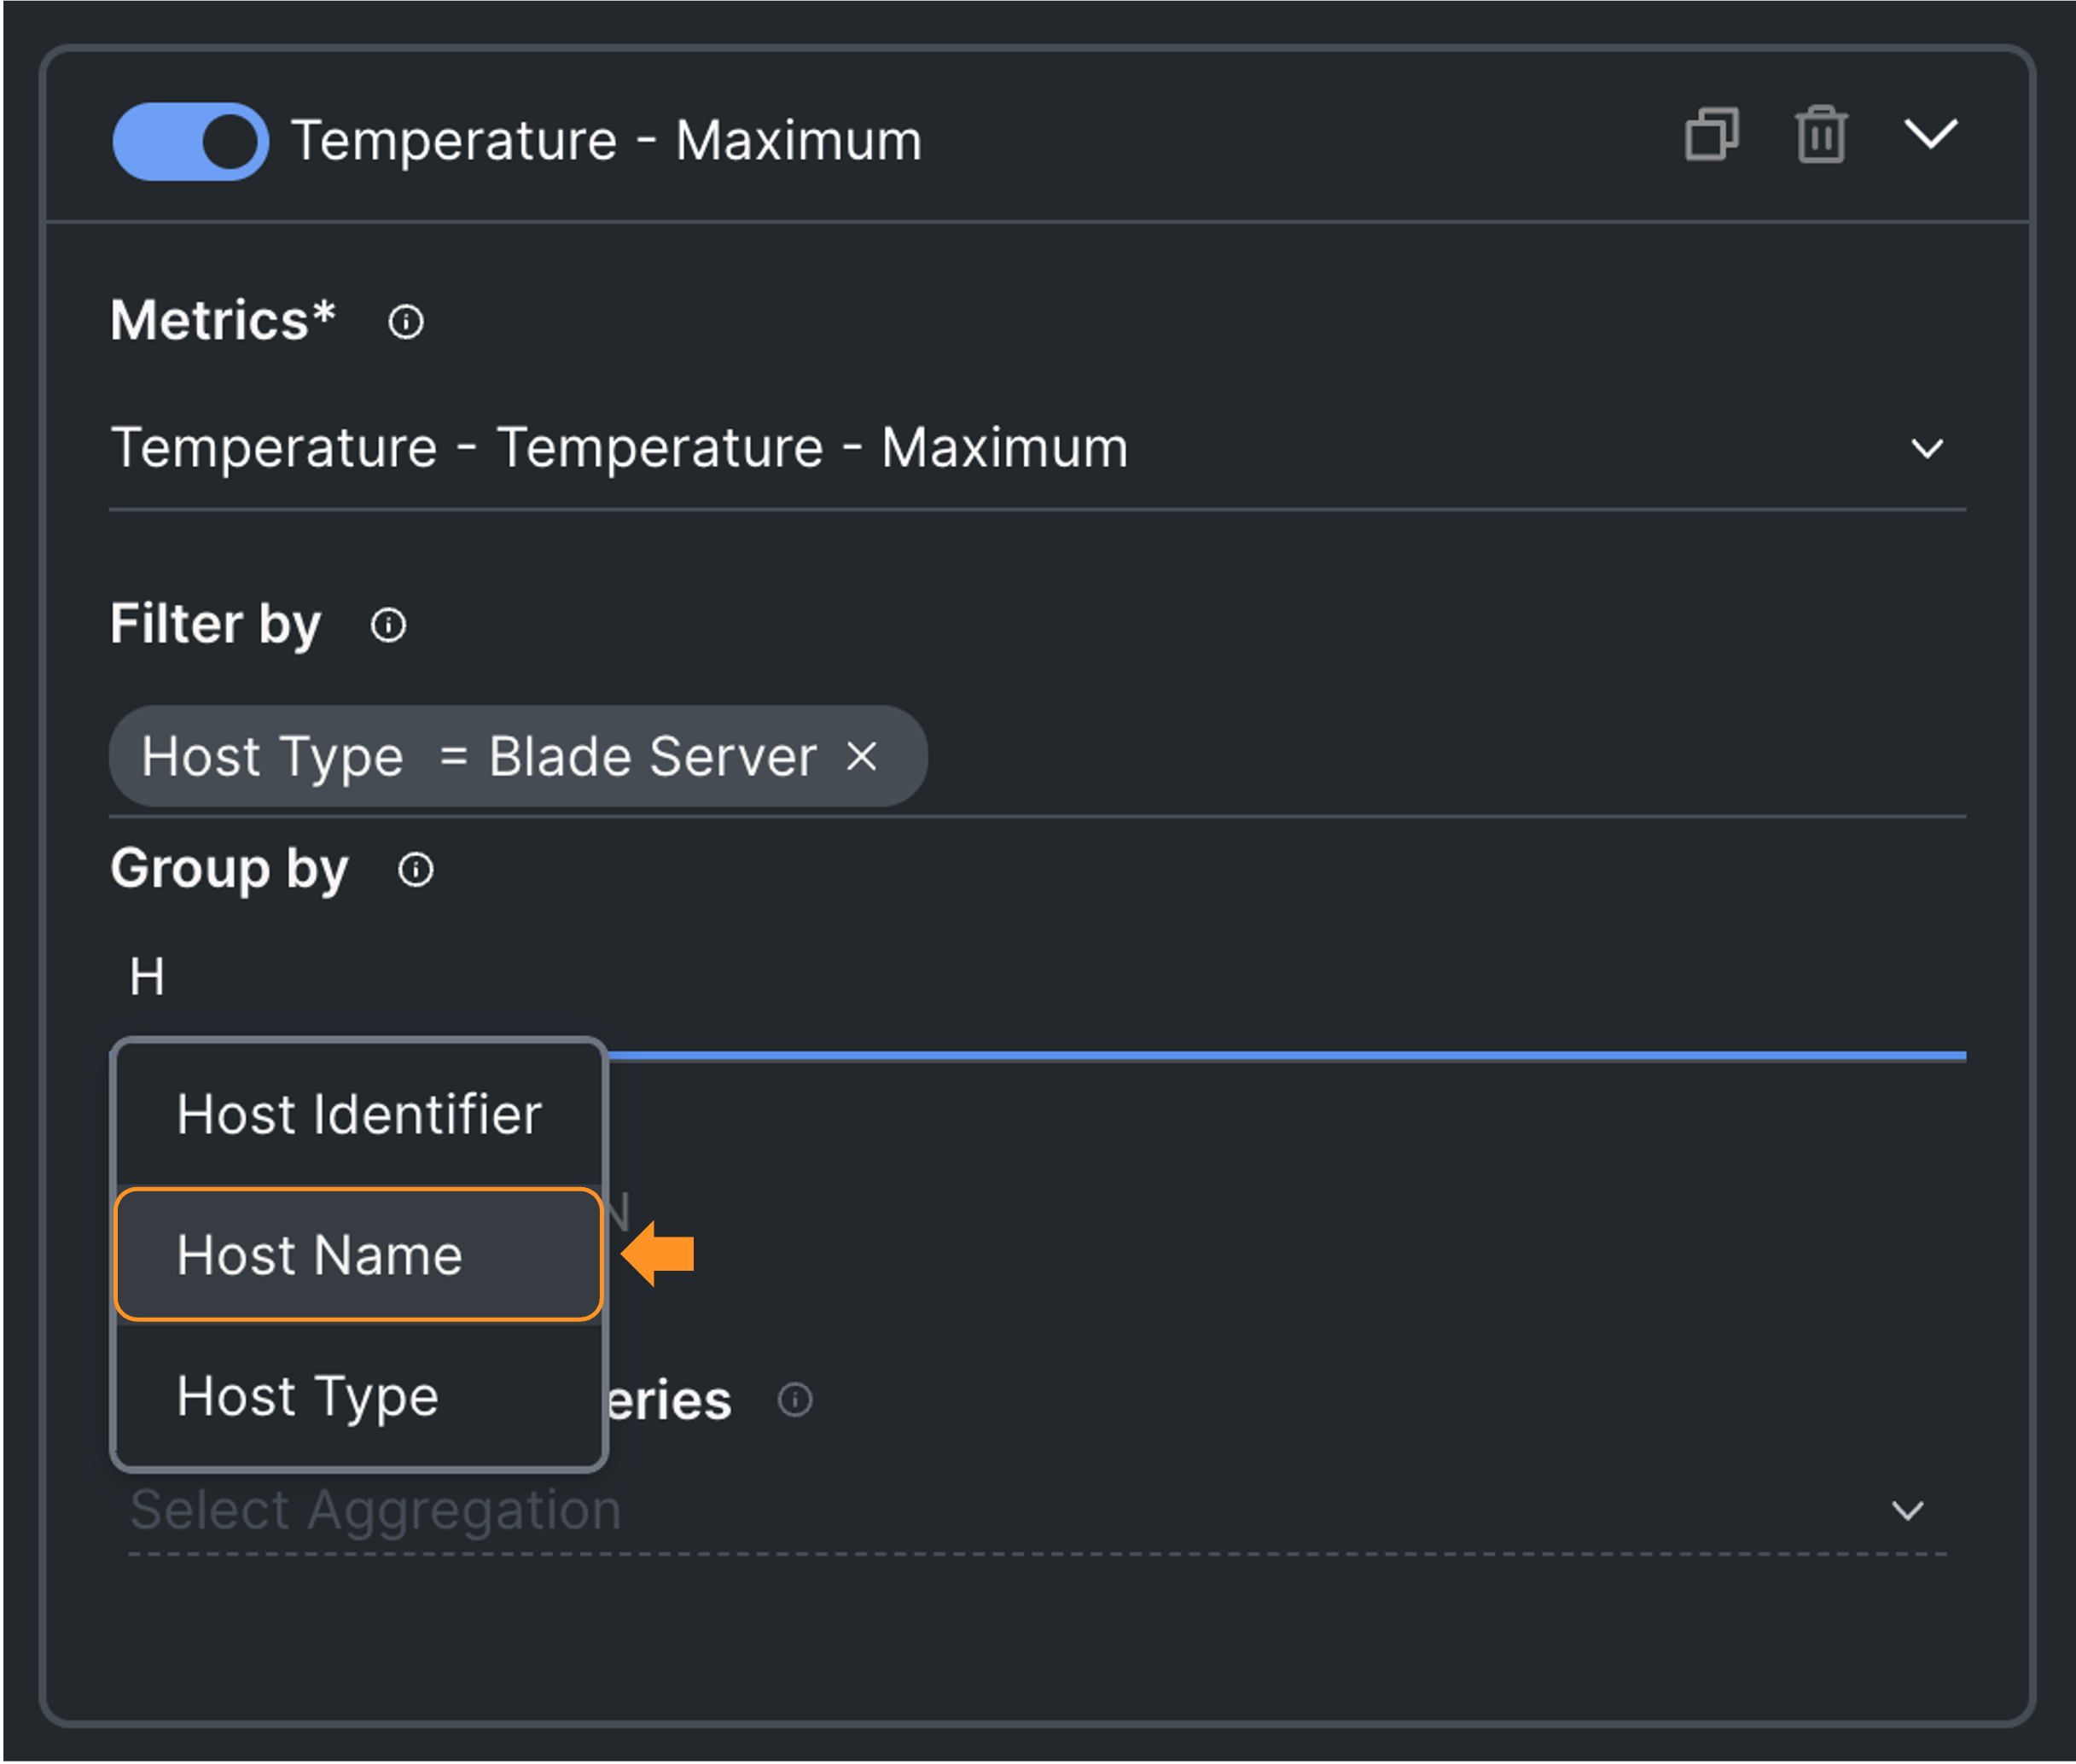 Temperature - Maximum
Metrics*
Temperature - Temperature - Maximum
Filter by
Host Type = Blade Server
Group by
H
Host Identifier
Host Name
Host Type
Select Aggregation